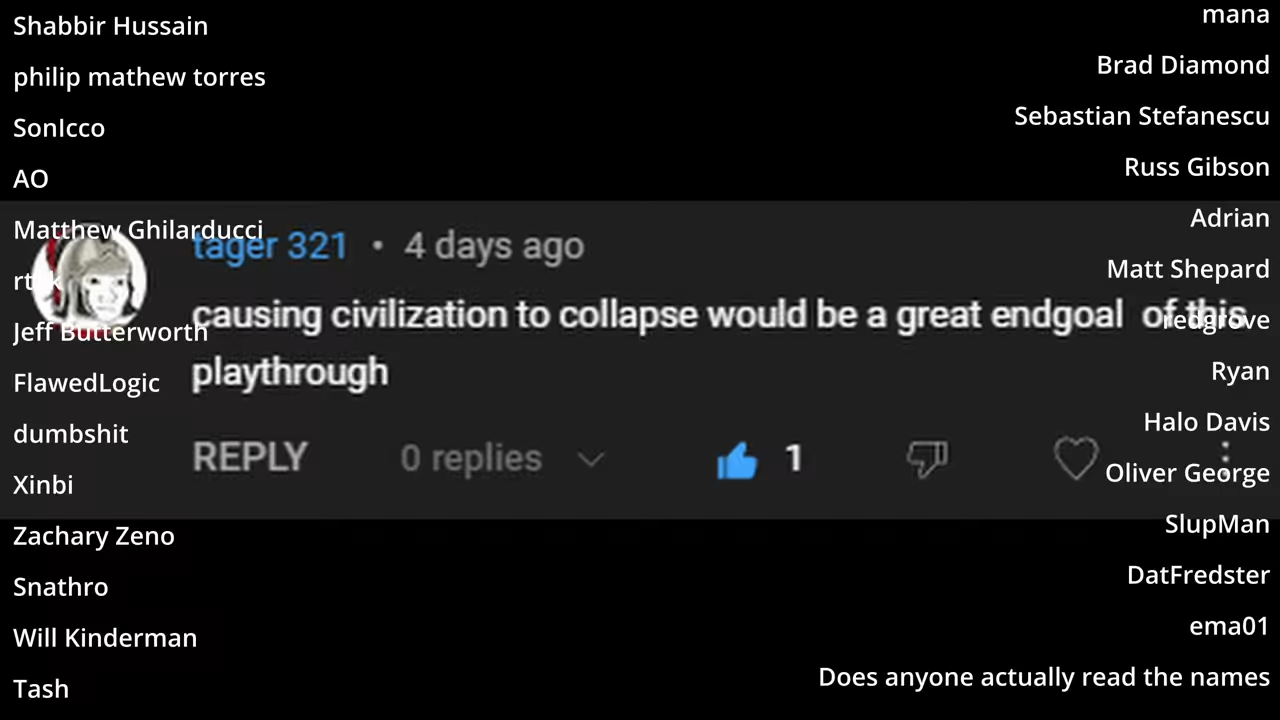 Shabbir Hussain
philip mathew torres
SonIcco
AO
Matthew Ghilarducci
Jeff Butterworth
FlawedLogic
dumbshit
Xinbi
Zachary Zeno
Snathro
Will Kinderman
Tash
tager 321 • 4 days ago
causing civilization to collapse would be a great endgoal of this
playthrough
REPLY 0 replies 1
mana
Brad Diamond
Sebastian Stefanescu
Russ Gibson
Adrian
Matt Shepard
redgrove
Ryan
Halo Davis
Oliver George
SlupMan
DatFredster
ema01
Does anyone actually read the names